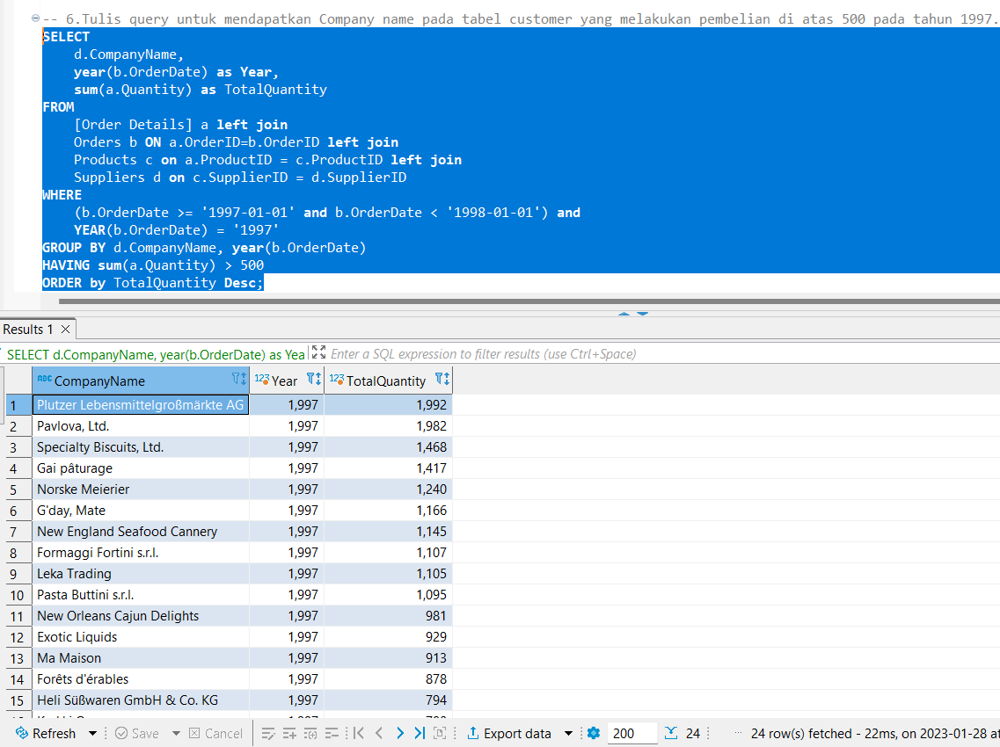 -- 6.Tulis query untuk mendapatkan Company name pada tabel customer yang melakukan pembelian di atas 500 pada tahun 1997.
SELECT
d.CompanyName,
year(b.OrderDate) as Year,
sum(a.Quantity) as TotalQuantity
FROM
[Order Details] a left join
Orders b ON a.OrderID=b.OrderID left join
Products c on a.ProductID = c.ProductID left join
Suppliers d on c.SupplierID = d.SupplierID
WHERE
(b.OrderDate >= '1997-01-01' and b.OrderDate < '1998-01-01') and
YEAR(b.OrderDate) = '1997'
GROUP BY d.CompanyName, year(b.OrderDate)
HAVING sum(a.Quantity) > 500
ORDER by TotalQuantity Desc;
Results 1
SELECT d.CompanyName, year(b.OrderDate) as Yea Enter a SQL expression to filter results (use Ctrl+Space)
ABC CompanyName 123 Year 123 TotalQuantity
1 Plutzer Lebensmittelgroßmärkte AG 1,997 1,992
2 Pavlova, Ltd. 1,997 1,982
3 Specialty Biscuits, Ltd. 1,997 1,468
4 Gai pâturage 1,997 1,417
5 Norske Meierier 1,997 1,240
6 G'day, Mate 1,997 1,166
7 New England Seafood Cannery 1,997 1,145
8 Formaggi Fortini s.r.l. 1,997 1,107
9 Leka Trading 1,997 1,105
10 Pasta Buttini s.r.l. 1,997 1,095
11 New Orleans Cajun Delights 1,997 981
12 Exotic Liquids 1,997 929
13 Ma Maison 1,997 913
14 Forêts d'érables 1,997 878
15 Heli Süßwaren GmbH & Co. KG 1,997 794
Refresh Save Cancel Export data 200 24 24 row(s) fetched - 22ms, on 2023-01-28 at